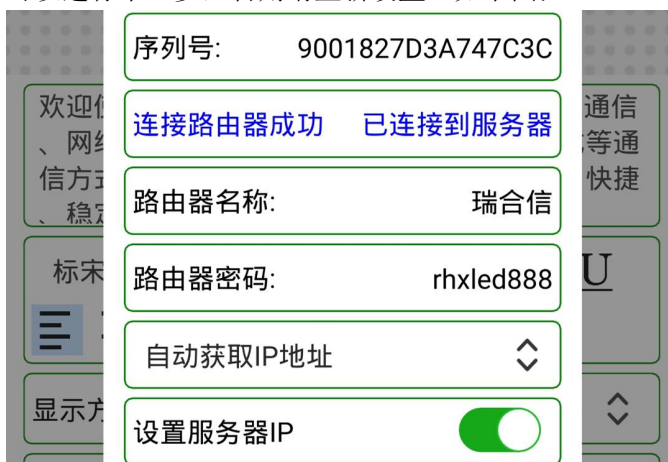 序列号: 9001827D3A747C3C
连接路由器成功 已连接到服务器
路由器名称: 瑞合信
路由器密码: rhxled888
自动获取IP地址
设置服务器IP
欢迎
通信
、网
等通
信方
快捷
、稳
标宋
U
显示方